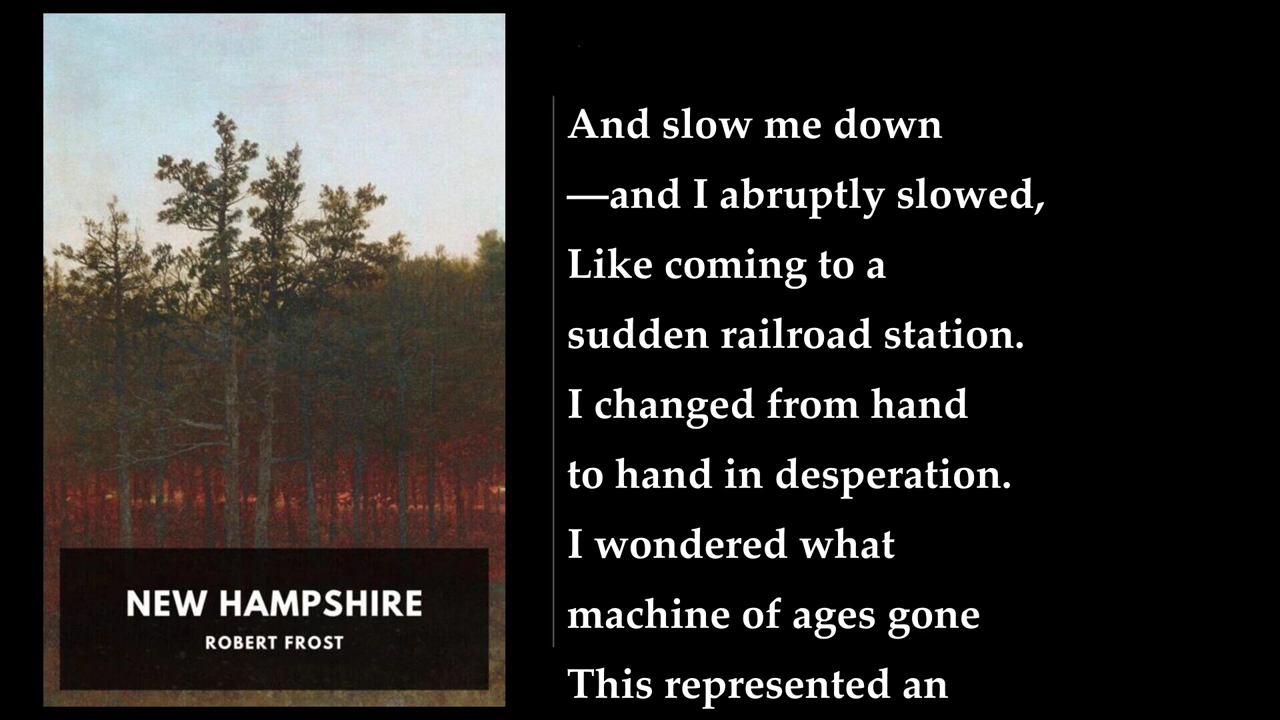 NEW HAMPSHIRE
ROBERT FROST
And slow me down
—and I abruptly slowed,
Like coming to a
sudden railroad station.
I changed from hand
to hand in desperation.
I wondered what
machine of ages gone
This represented an